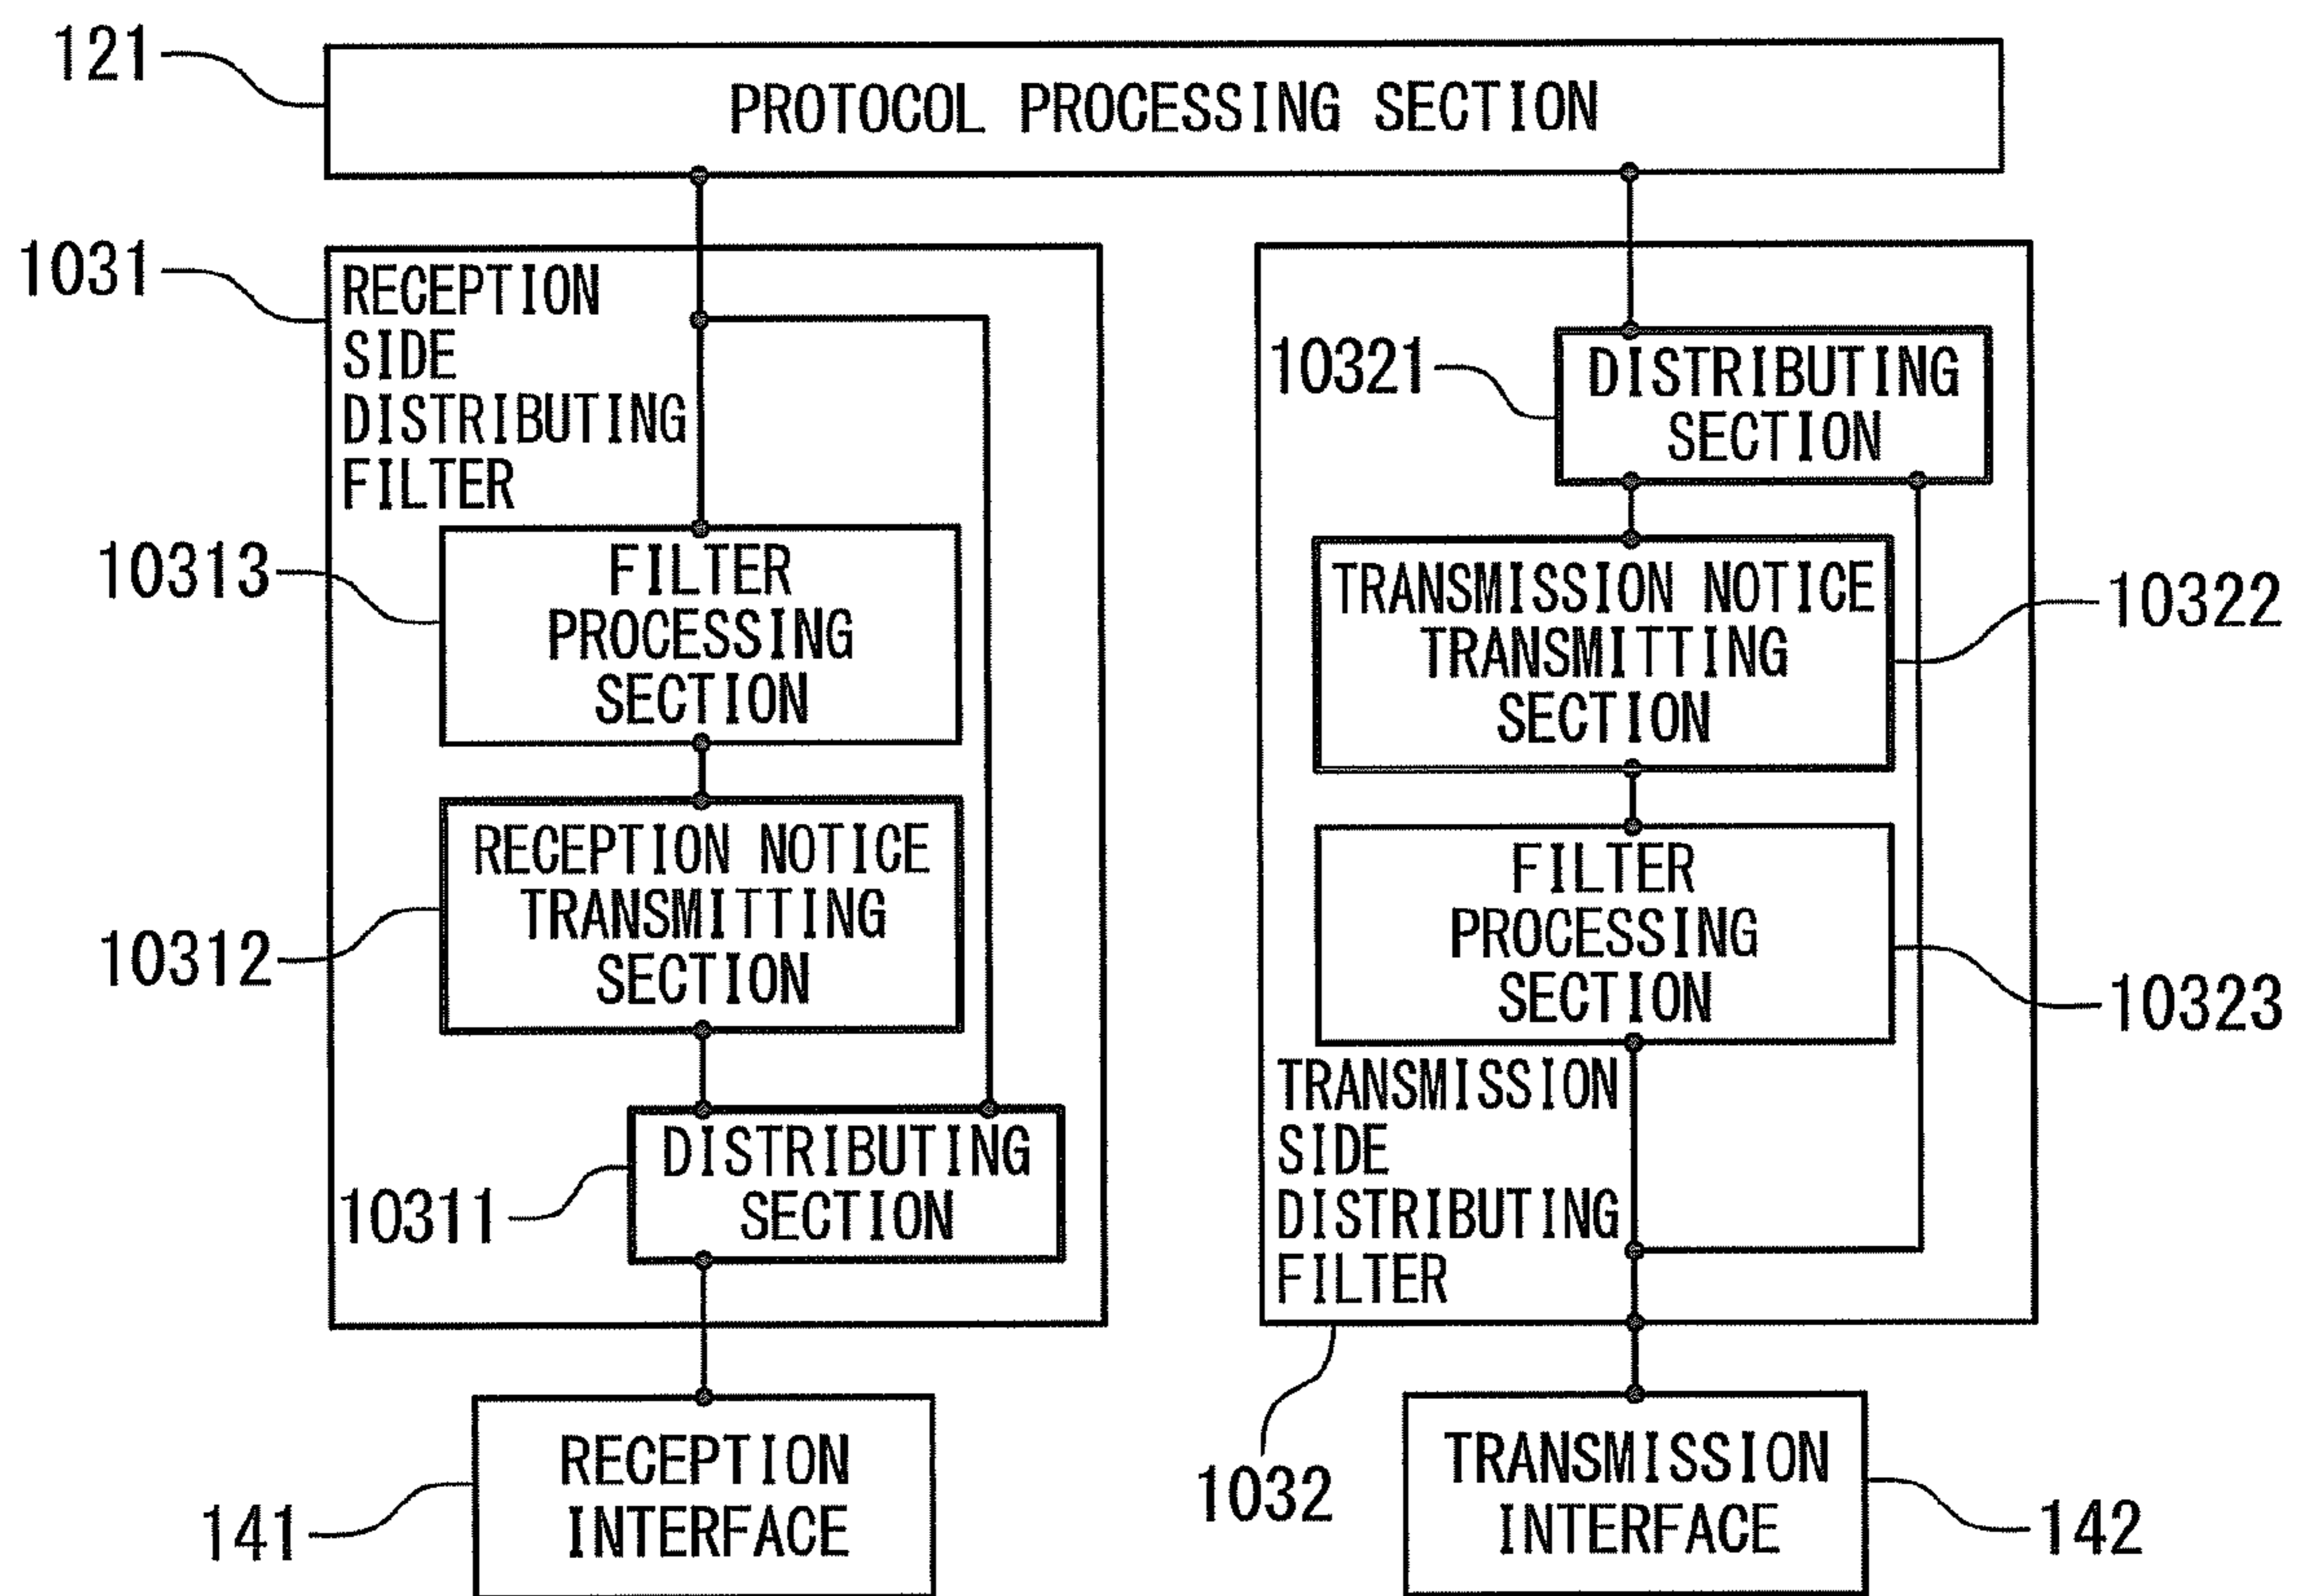 121
PROTOCOL PROCESSING SECTION
1031
RECEPTION
SIDE
DISTRIBUTING
FILTER
10313
FILTER
PROCESSING
SECTION
10312
RECEPTION NOTICE
TRANSMITTING
SECTION
10311
DISTRIBUTING
SECTION
141
RECEPTION
INTERFACE
10321
DISTRIBUTING
SECTION
TRANSMISSION NOTICE
TRANSMITTING
SECTION
10322
FILTER
PROCESSING
SECTION
10323
TRANSMISSION
SIDE
DISTRIBUTING
FILTER
1032
TRANSMISSION
INTERFACE
142